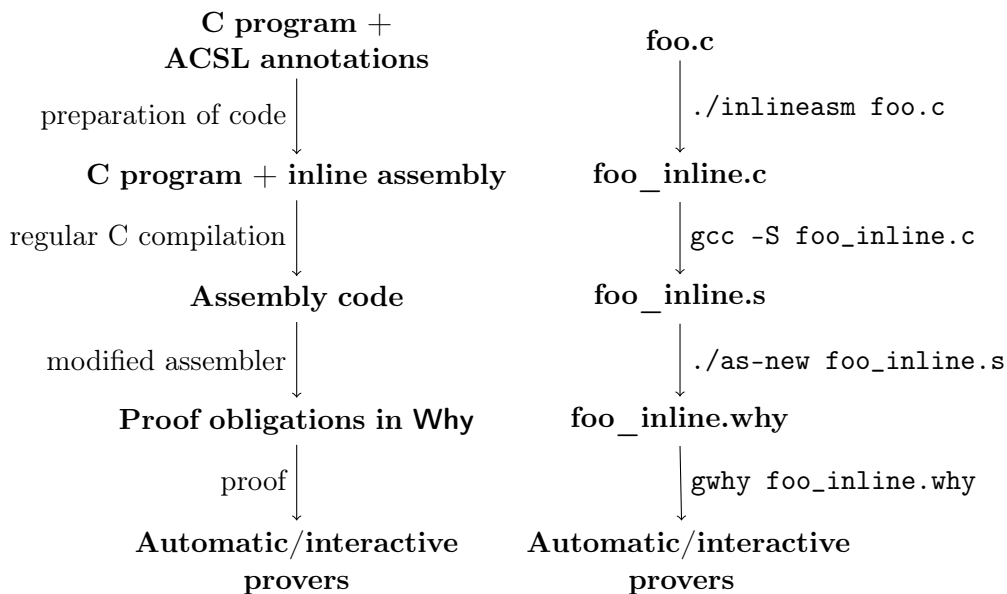 C program +
ACSL annotations
foo.c
preparation of code
./inlineasm foo.c
C program + inline assembly
foo_inline.c
regular C compilation
gcc -S foo_inline.c
Assembly code
foo_inline.s
modified assembler
./as-new foo_inline.s
Proof obligations in Why
foo_inline.why
proof
gwhy foo_inline.why
Automatic/interactive
provers
Automatic/interactive
provers